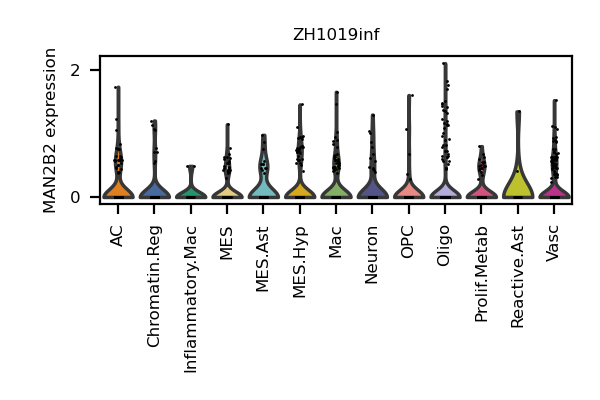 ZH1019inf
MAN2B2 expression
2
0
AC
Chromatin.Reg
Inflammatory.Mac
MES
MES.Ast
MES.Hyp
Mac
Neuron
OPC
Oligo
Prolif.Metab
Reactive.Ast
Vasc